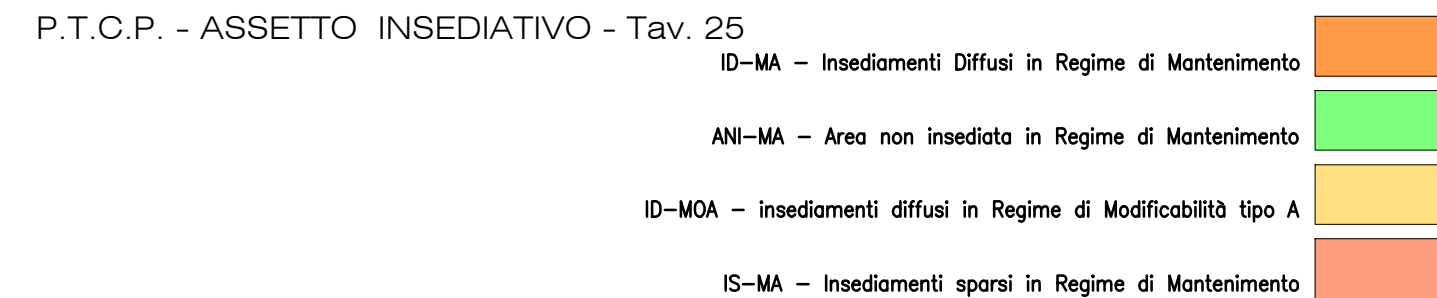 P.T.C.P. - ASSETTO INSEDIATIVO - Tav. 25
ID-MA - Insediamenti Diffusi in Regime di Mantenimento
ANI-MA - Area non insediata in Regime di Mantenimento
ID-MOA - insediamenti diffusi in Regime di Modificabilità tipo A
IS-MA - Insediamenti sparsi in Regime di Mantenimento